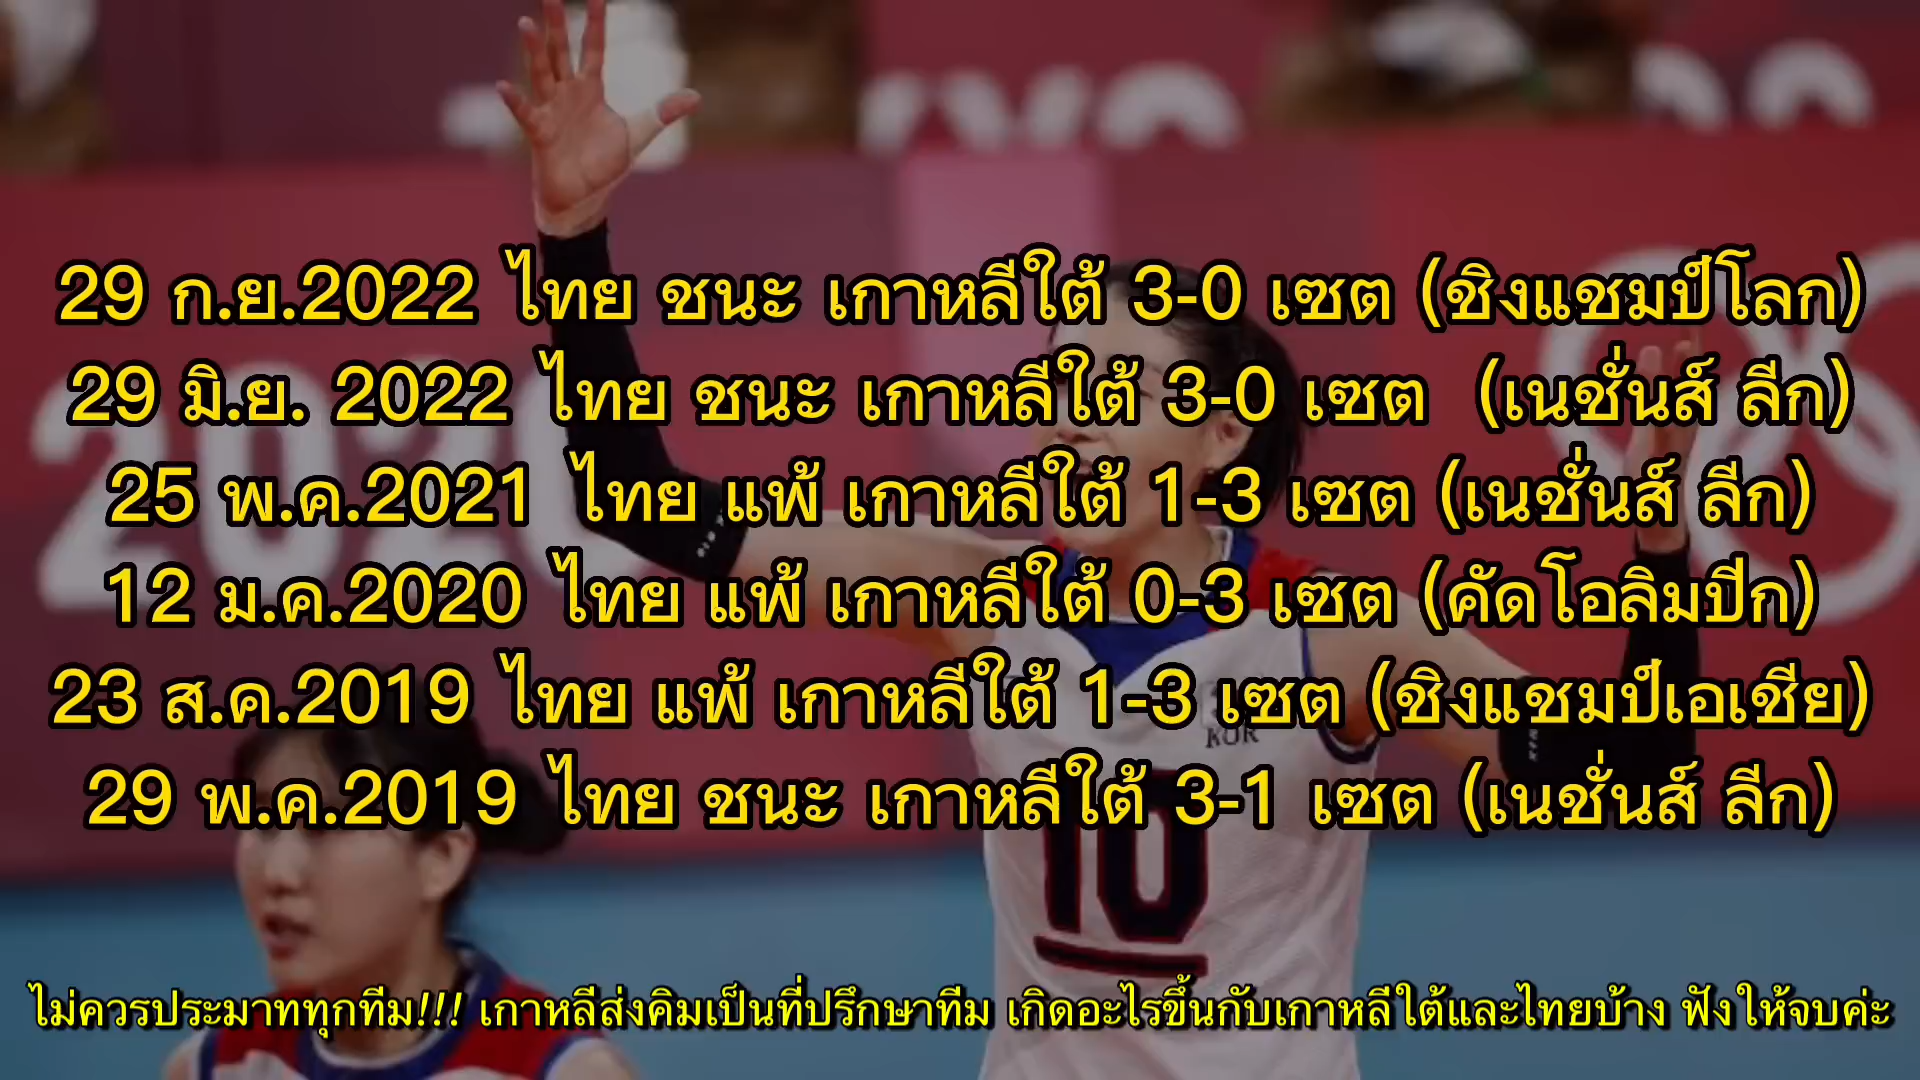 29 ก.ย.2022 ไทย ชนะ เกาหลีใต้ 3-0 เซต (ชิงแชมป์โลก)
29 มิ.ย. 2022 ไทย ชนะ เกาหลีใต้ 3-0 เซต (เนชั่นส์ ลีก)
25 พ.ค.2021 ไทย แพ้ เกาหลีใต้ 1-3 เซต (เนชั่นส์ ลีก)
12 ม.ค.2020 ไทย แพ้ เกาหลีใต้ 0-3 เซต (คัดโอลิมปีก)
23 ส.ค.2019 ไทย แพ้ เกาหลีใต้ 1-3 เซต (ชิงแชมป์เอเชีย)
29 พ.ค.2019 ไทย ชนะ เกาหลีใต้ 3-1 เซต (เนชั่นส์ ลีก)
2020
KOR
10
ไม่ควรประมาททุกทีม!!! เกาหลีส่งคิมเป็นที่ปรึกษาทีม เกิดอะไรขึ้นกับเกาหลีใต้และไทยบ้าง ฟังให้จบค่ะ